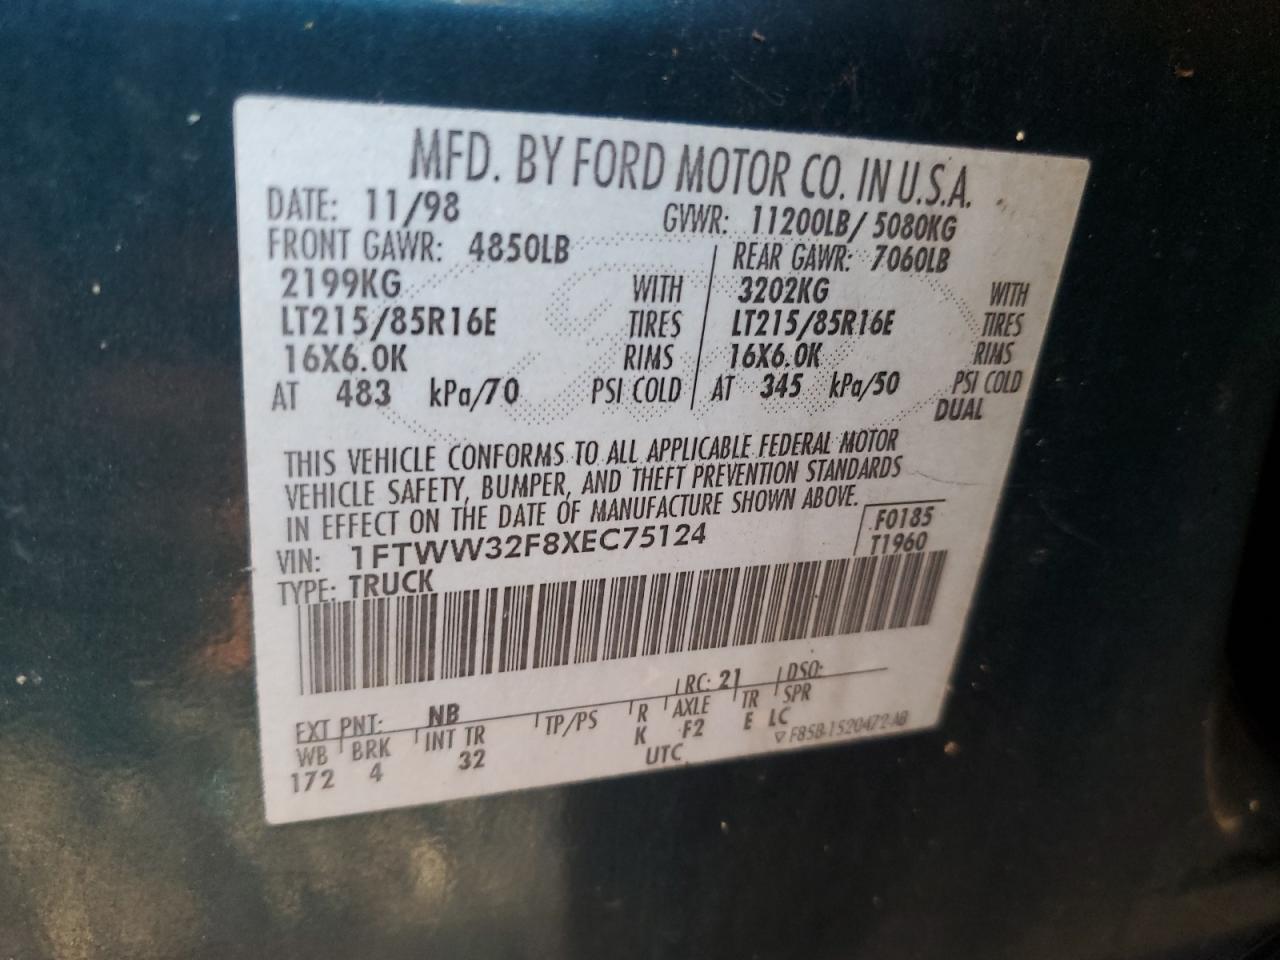 MFD. BY FORD MOTOR CO. IN U.S.A.
DATE: 11/98 GVWR: 11200LB/ 5080KG
FRONT GAWR: 4850LB REAR GAWR: 7060LB
2199KG WITH 3202KG WITH
LT215/85R16E TIRES LT215/85R16E TIRES
16X6.0K RIMS 16X6.0K RIMS
AT 483 kPa/70 PSI COLD AT 345 kPa/50 PSI COLD
DUAL
THIS VEHICLE CONFORMS TO ALL APPLICABLE FEDERAL MOTOR
VEHICLE SAFETY, BUMPER, AND THEFT PREVENTION STANDARDS
IN EFFECT ON THE DATE OF MANUFACTURE SHOWN ABOVE.
F0185
VIN: 1FTWW32F8XEC75124 T1960
TYPE: TRUCK
EXT PNT: NB RC: 21 DSO:
WB BRK INT TR TP/PS R AXLE TR SPR
172 4 32 K F2 E LC
UTC F85B-1520472-AB